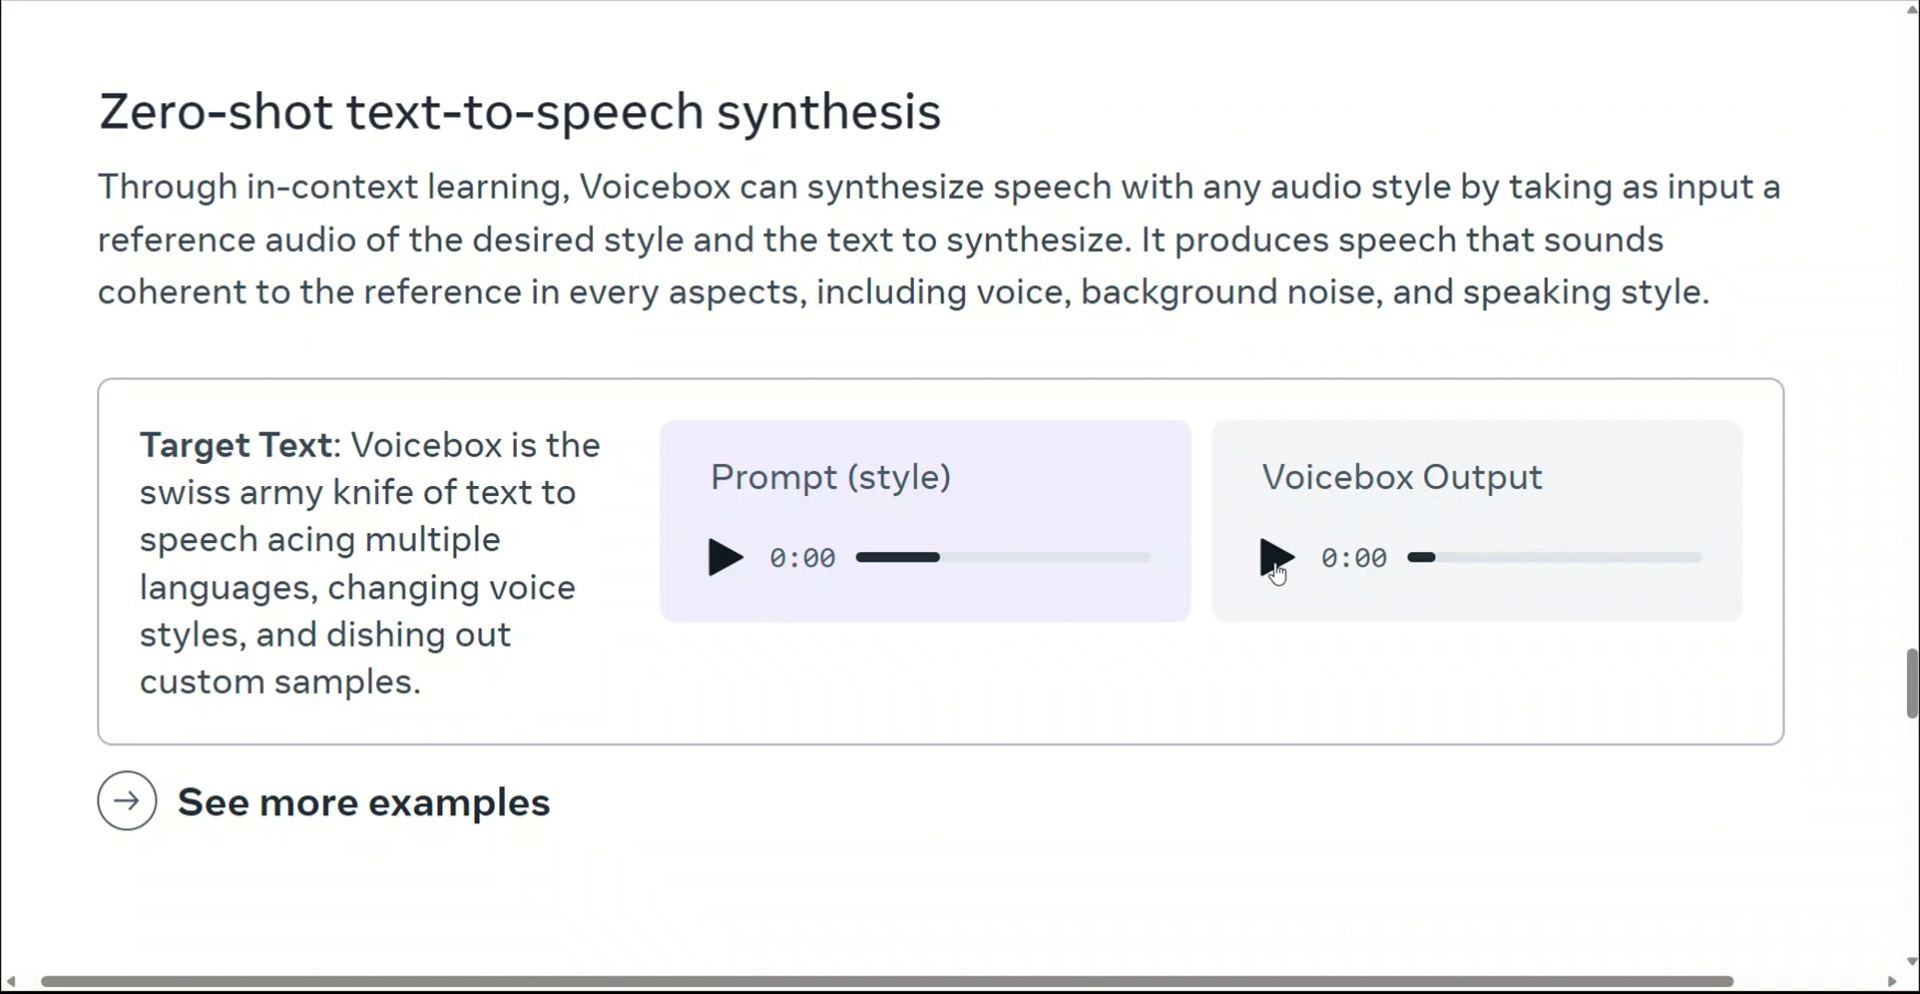 Zero-shot text-to-speech synthesis
Through in-context learning, Voicebox can synthesize speech with any audio style by taking as input a
reference audio of the desired style and the text to synthesize. It produces speech that sounds
coherent to the reference in every aspects, including voice, background noise, and speaking style.
Target Text: Voicebox is the
swiss army knife of text to
speech acing multiple
languages, changing voice
styles, and dishing out
custom samples.
Prompt (style)
0:00
Voicebox Output
0:00
See more examples